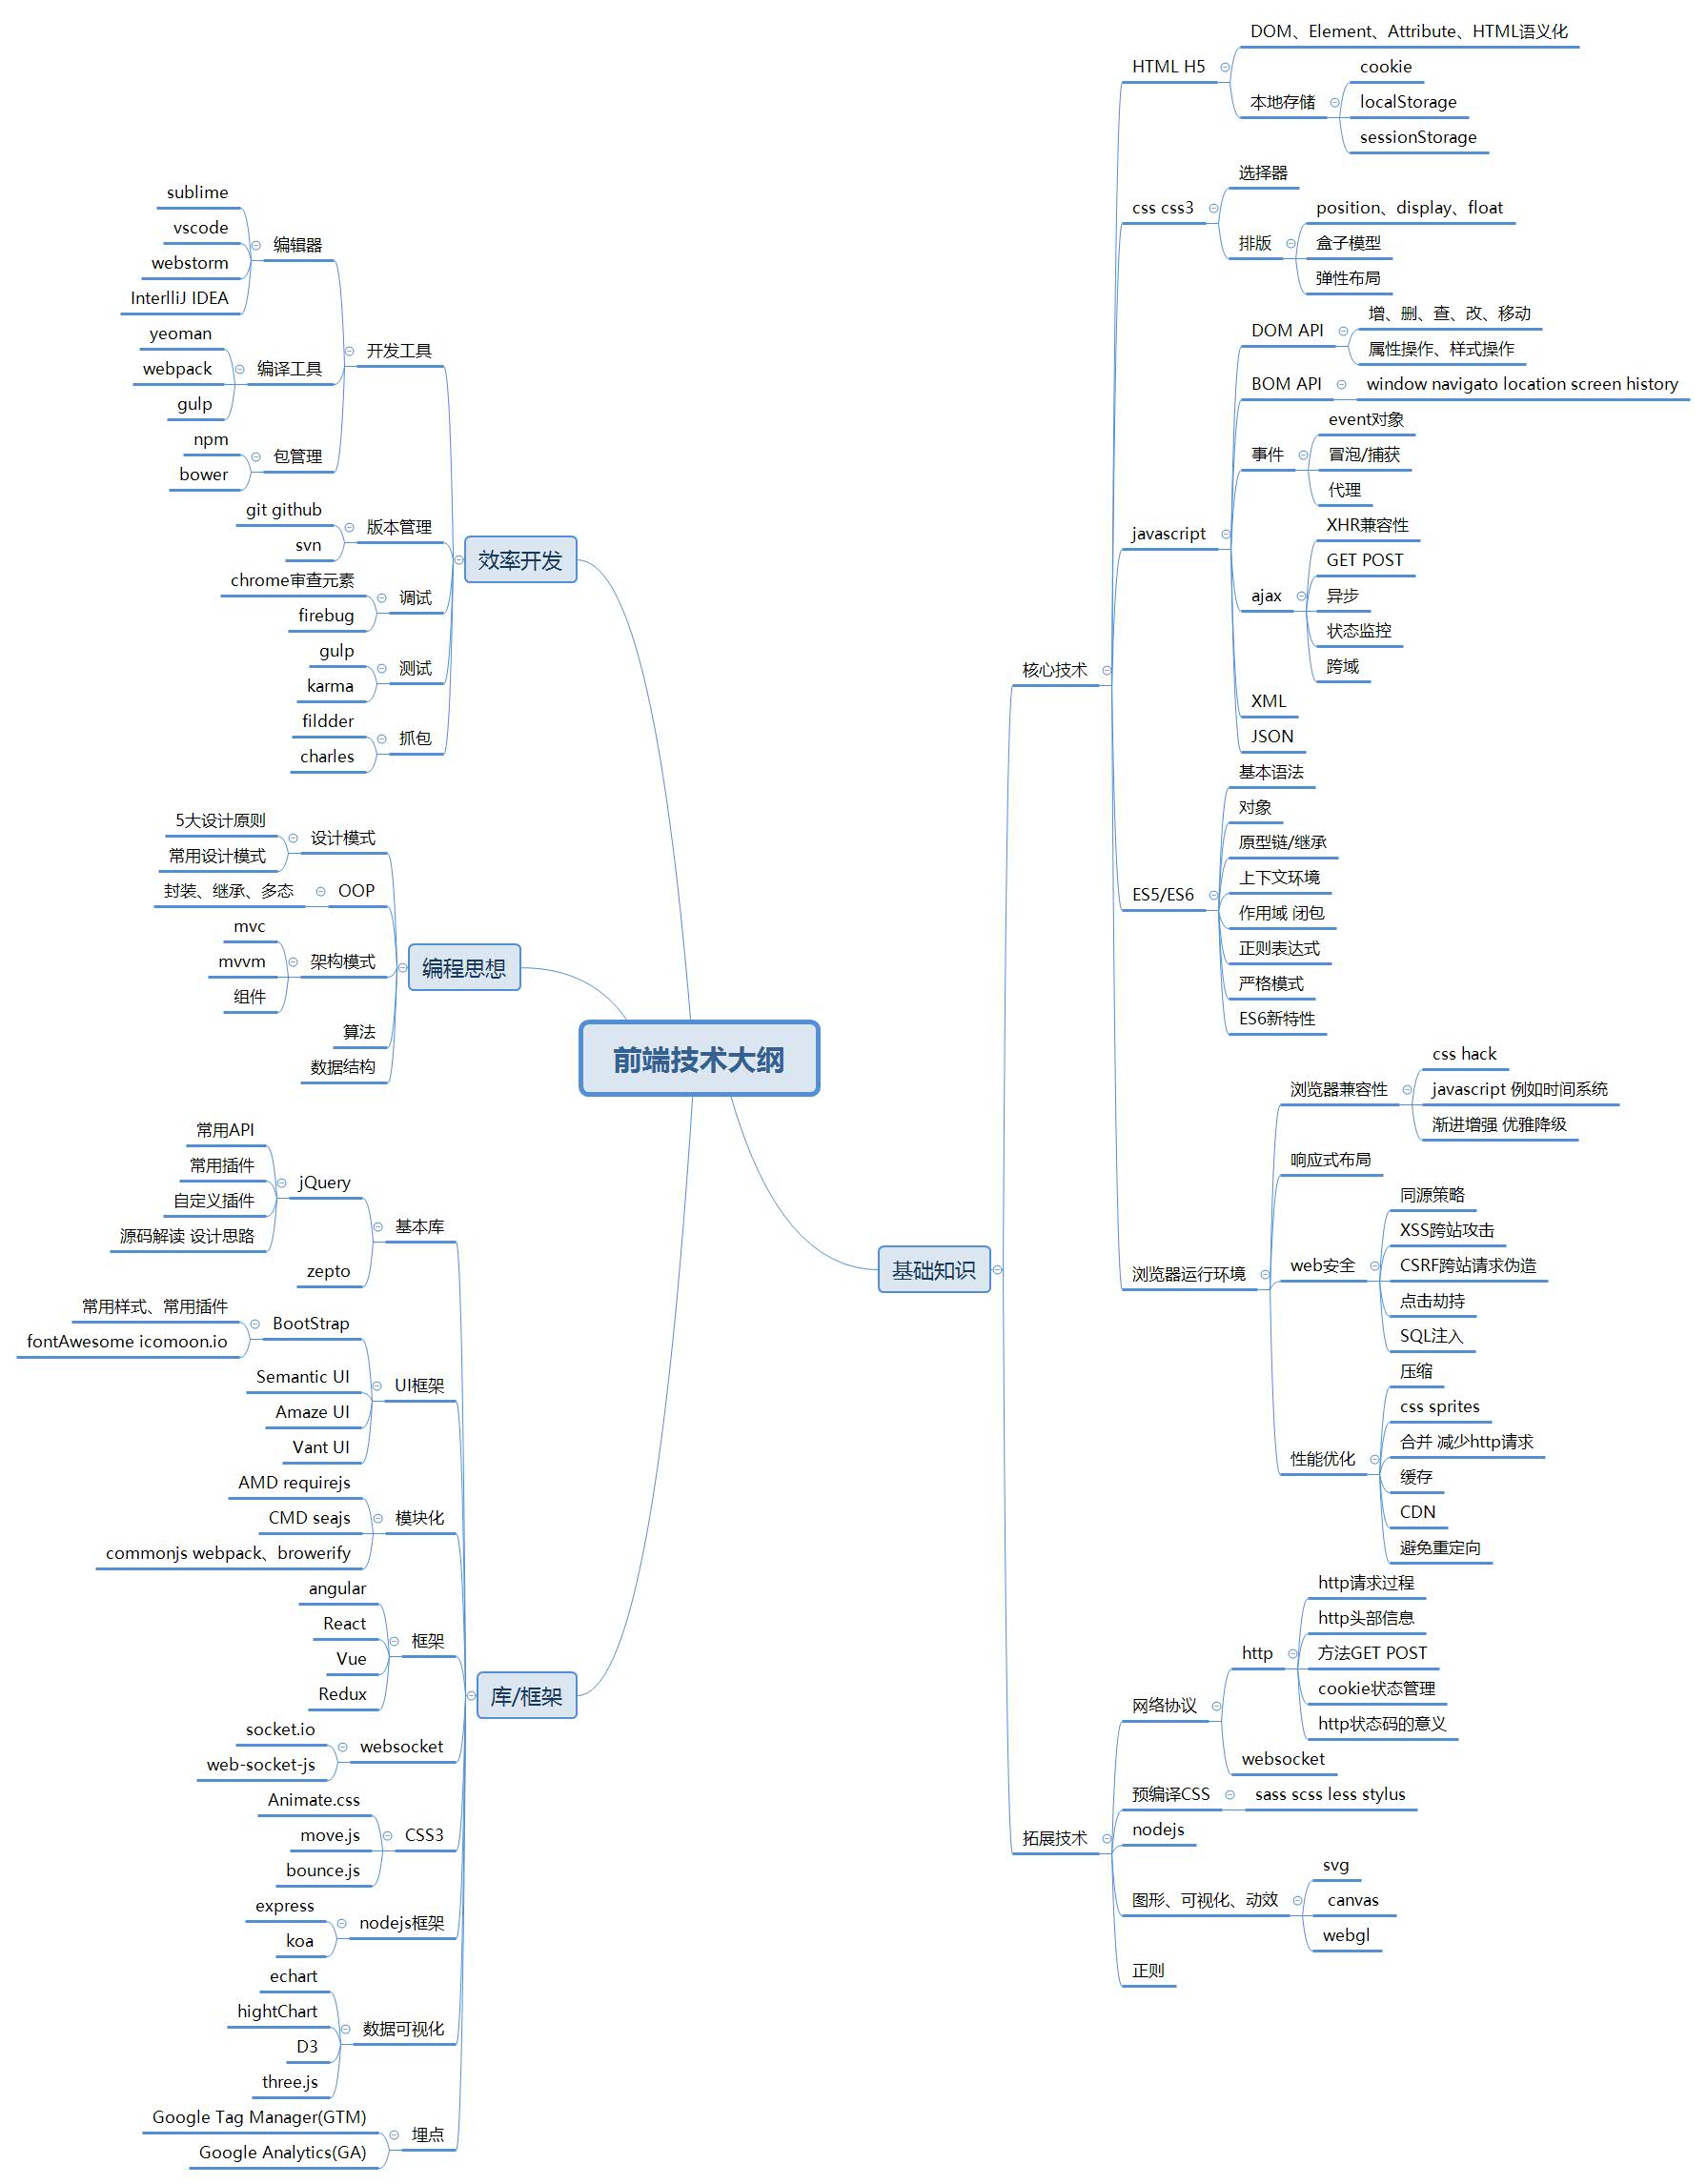 前端技术大纲
基础知识
核心技术
HTML H5
DOM、Element、Attribute、HTML语义化
本地存储
cookie
localStorage
sessionStorage
css css3
选择器
排版
position、display、float
盒子模型
弹性布局
javascript
DOM API
增、删、查、改、移动
属性操作、样式操作
BOM API
window navigato location screen history
事件
event对象
冒泡/捕获
代理
ajax
XHR兼容性
GET POST
异步
状态监控
跨域
XML
JSON
ES5/ES6
基本语法
对象
原型链/继承
上下文环境
作用域 闭包
正则表达式
严格模式
ES6新特性
浏览器运行环境
浏览器兼容性
css hack
javascript 例如时间系统
渐进增强 优雅降级
响应式布局
web安全
同源策略
XSS跨站攻击
CSRF跨站请求伪造
点击劫持
SQL注入
性能优化
压缩
css sprites
合并 减少http请求
缓存
CDN
避免重定向
拓展技术
网络协议
http
http请求过程
http头部信息
方法GET POST
cookie状态管理
http状态码的意义
websocket
预编译CSS
sass scss less stylus
nodejs
图形、可视化、动效
svg
canvas
webgl
正则
效率开发
开发工具
编辑器
sublime
vscode
webstorm
InterlliJ IDEA
编译工具
yeoman
webpack
gulp
包管理
npm
bower
版本管理
git github
svn
调试
chrome审查元素
firebug
测试
gulp
karma
抓包
fildder
charles
编程思想
设计模式
5大设计原则
常用设计模式
OOP
封装、继承、多态
架构模式
mvc
mvvm
组件
算法
数据结构
库/框架
基本库
jQuery
常用API
常用插件
自定义插件
源码解读 设计思路
zepto
UI框架
BootStrap
常用样式、常用插件
fontAwesome icomoon.io
Semantic UI
Amaze UI
Vant UI
模块化
AMD requirejs
CMD seajs
commonjs webpack、browerify
框架
angular
React
Vue
Redux
websocket
socket.io
web-socket-js
CSS3
Animate.css
move.js
bounce.js
nodejs框架
express
koa
数据可视化
echart
hightChart
D3
three.js
埋点
Google Tag Manager(GTM)
Google Analytics(GA)